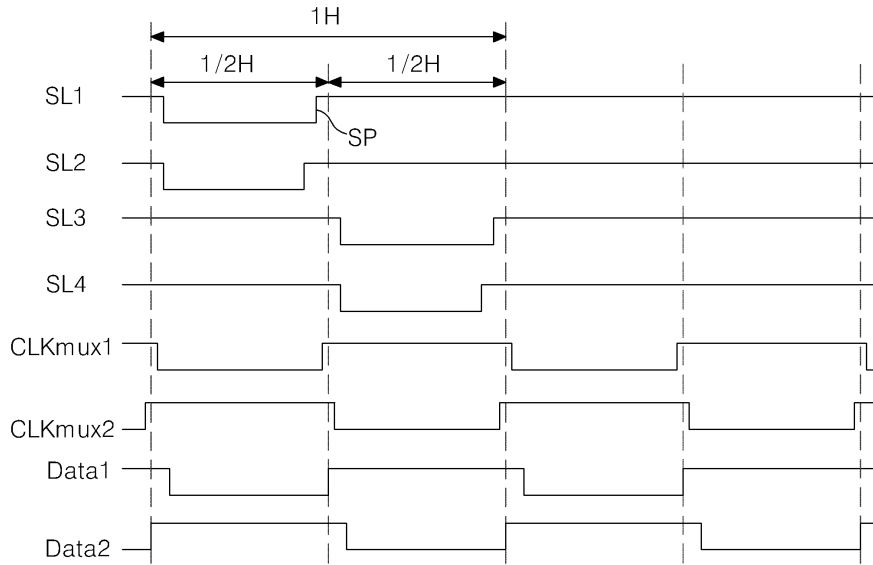 1H
1/2H 1/2H
SL1
SP
SL2
SL3
SL4
CLKmux1
CLKmux2
Data1
Data2